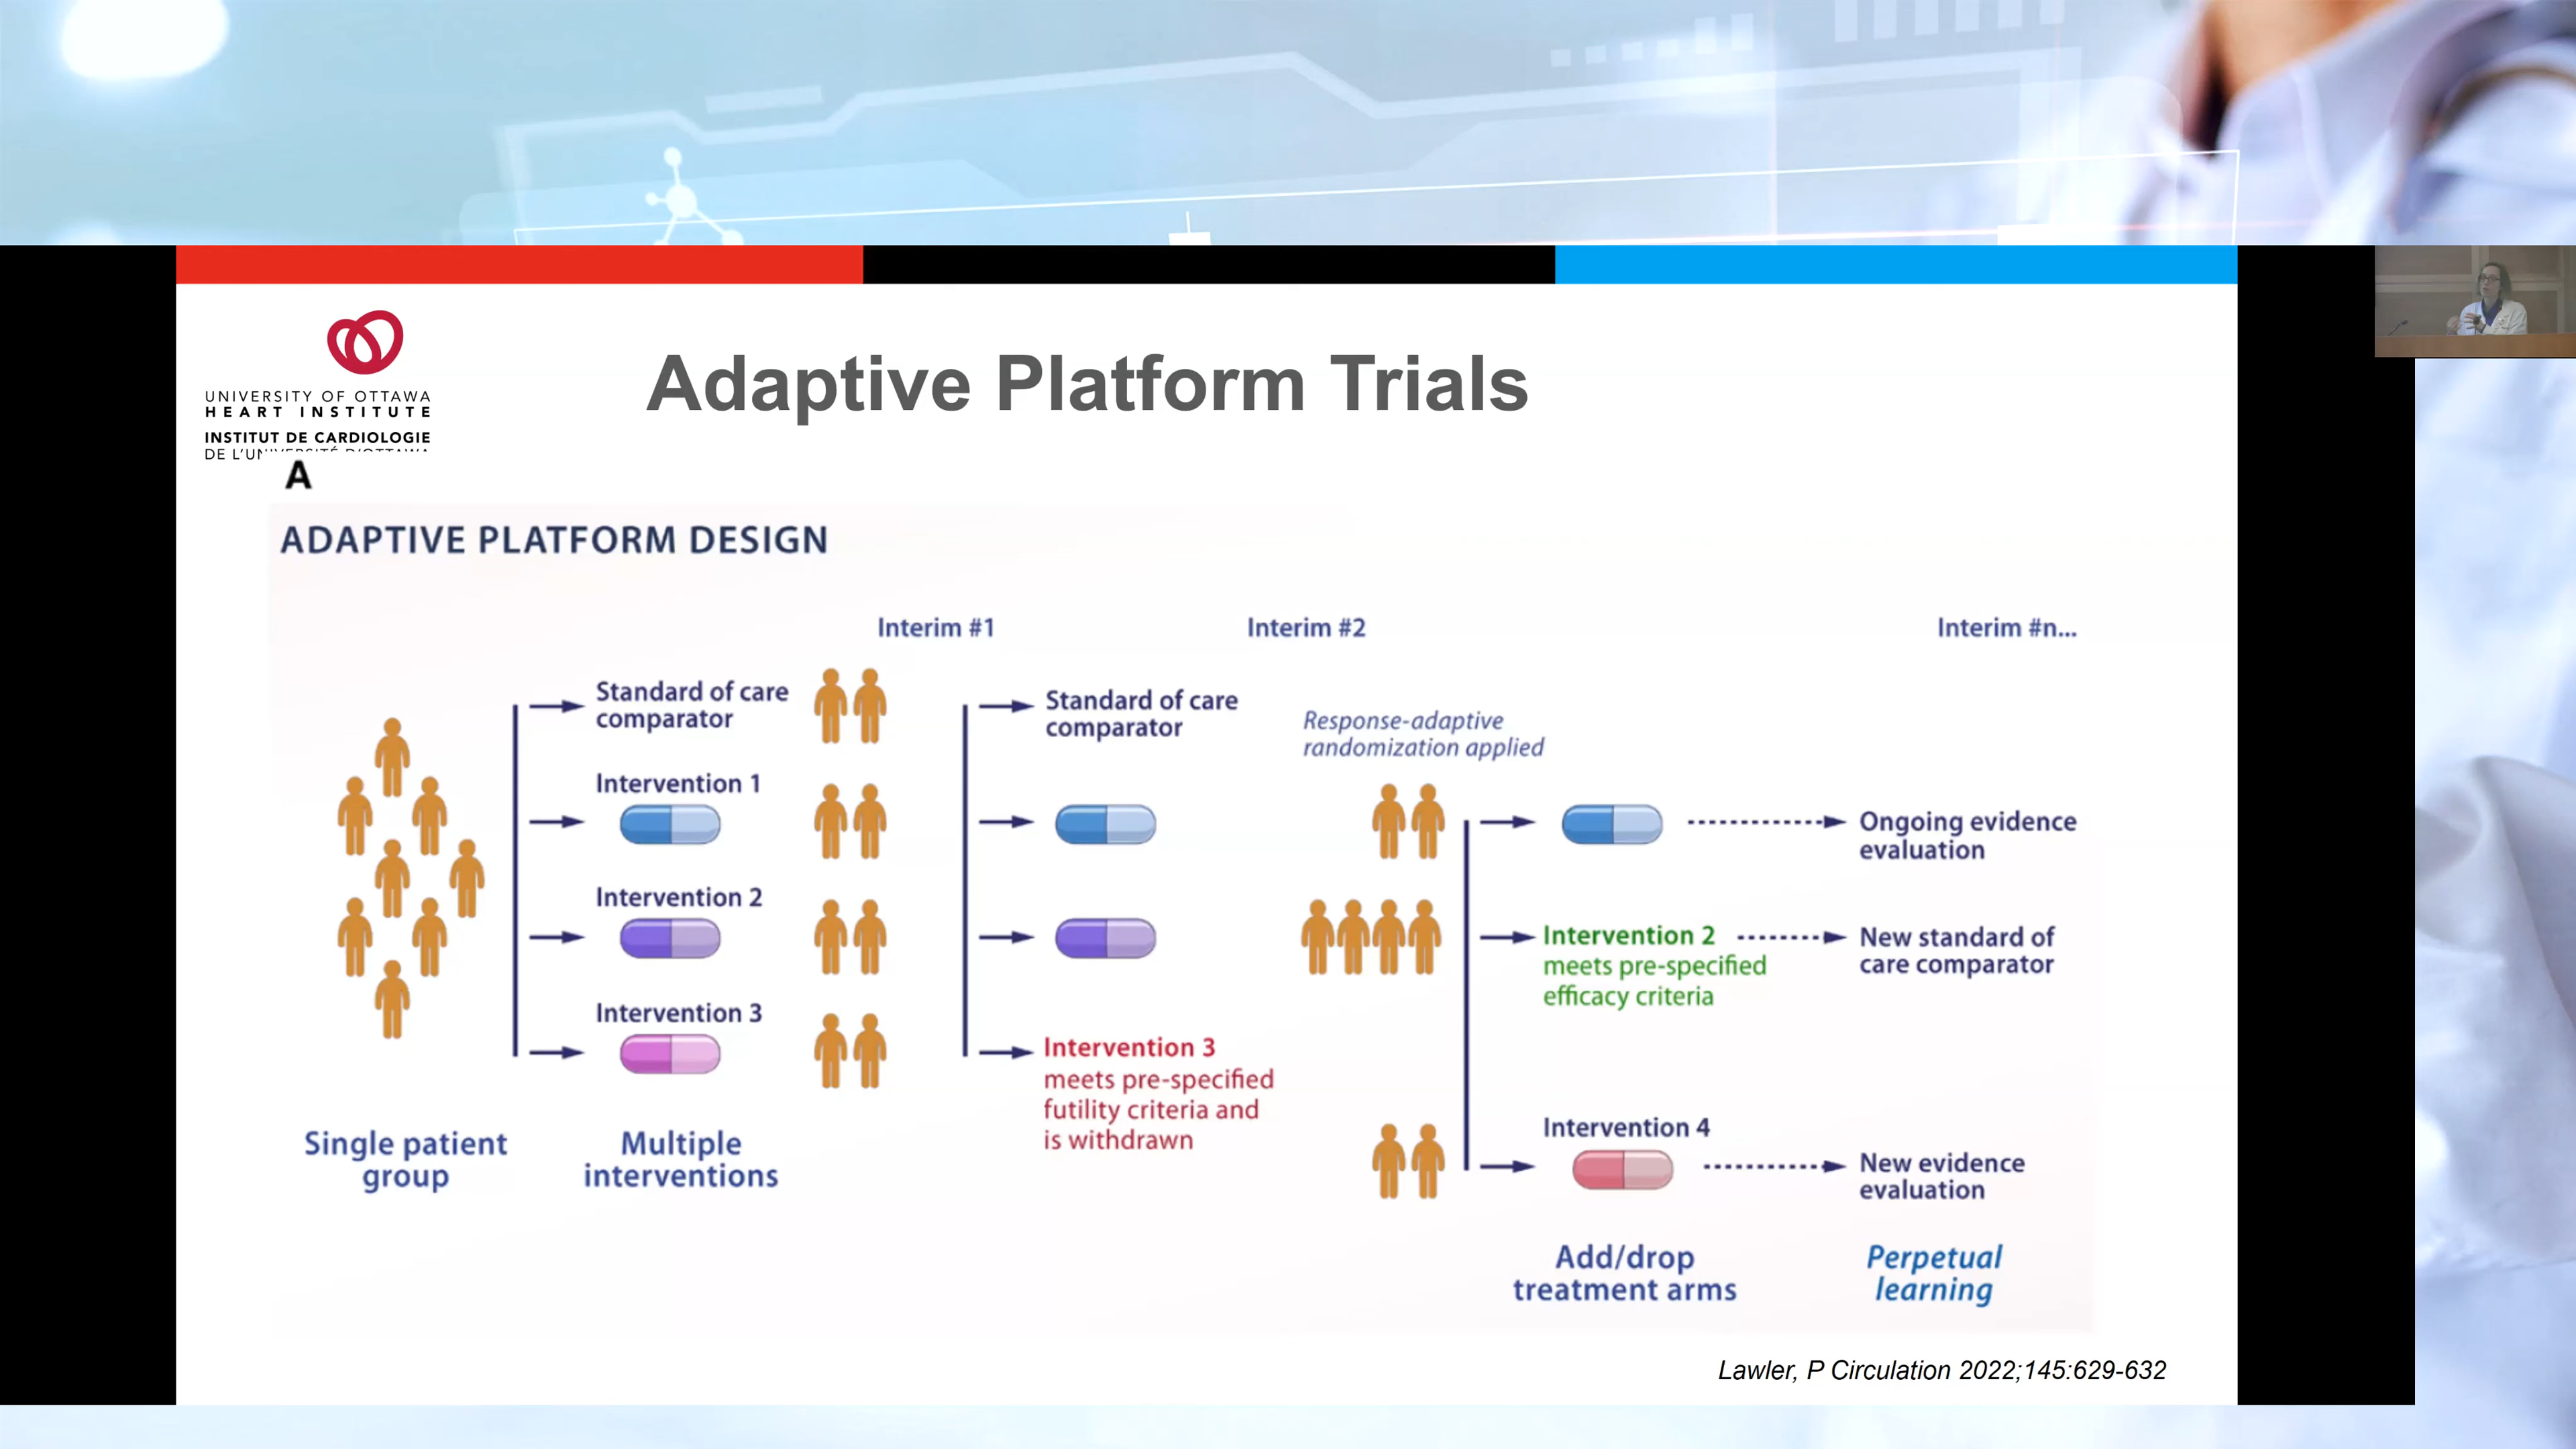 UNIVERSITY OF OTTAWA
HEART INSTITUTE
INSTITUT DE CARDIOLOGIE
DE L'UNIVERSITÉ D'OTTAWA
Adaptive Platform Trials
A
ADAPTIVE PLATFORM DESIGN
Interim #1
Interim #2
Interim #n...
Single patient
group
Standard of care
comparator
Intervention 1
Intervention 2
Intervention 3
Multiple
interventions
Standard of care
comparator
Intervention 3
meets pre-specified
futility criteria and
is withdrawn
Response-adaptive
randomization applied
Intervention 2
meets pre-specified
efficacy criteria
Intervention 4
Add/drop
treatment arms
Ongoing evidence
evaluation
New standard of
care comparator
New evidence
evaluation
Perpetual
learning
Lawler, P Circulation 2022;145:629-632